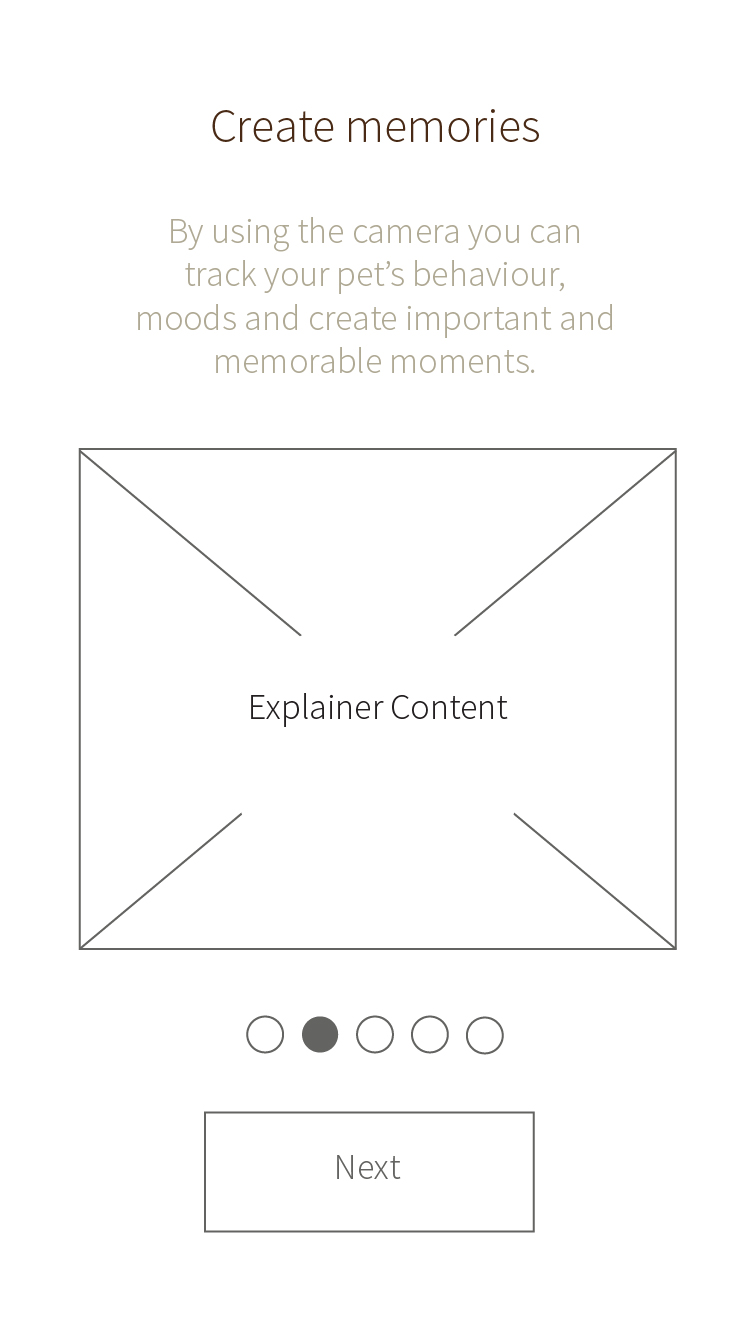 Create memories
By using the camera you can
track your pet’s behaviour,
moods and create important and
memorable moments.
Explainer Content
Next